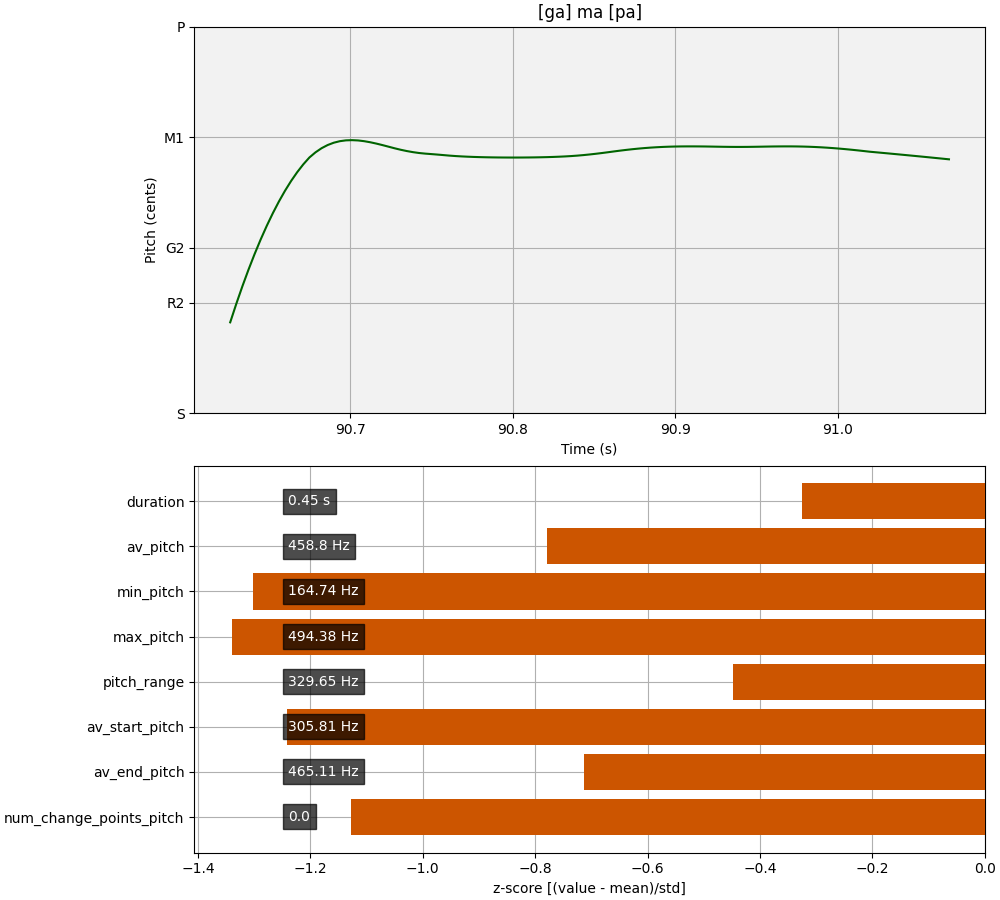 [ga] ma [pa]
P
M1
G2
R2
S
Pitch (cents)
90.7 90.8 90.9 91.0
Time (s)
duration 0.45 s
av_pitch 458.8 Hz
min_pitch 164.74 Hz
max_pitch 494.38 Hz
pitch_range 329.65 Hz
av_start_pitch 305.81 Hz
av_end_pitch 465.11 Hz
num_change_points_pitch 0.0
−1.4 −1.2 −1.0 −0.8 −0.6 −0.4 −0.2 0.0
z-score [(value - mean)/std]